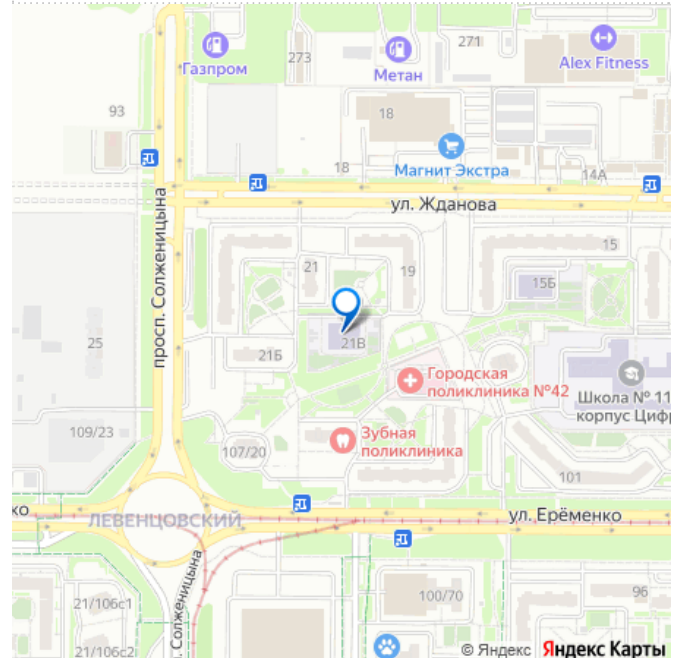 Газпром
273
Метан
271
Alex Fitness
93
18
Магнит Экстра
18
14А
ул. Жданова
просп. Солженицына
21
19
15
15Б
25
21Б
21В
Городская
поликлиника №42
Школа № 11
корпус Цифр
109/23
107/20
Зубная
поликлиника
101
ко
ЛЕВЕНЦОВСКИЙ
ул. Ерёменко
. Солженицына
21/106с1
100/70
96
21/106с2
© Яндекс Яндекс Карты